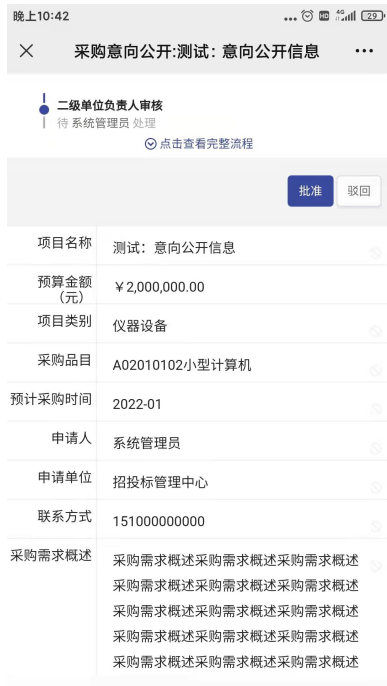 晚上10:42
4G
29
采购意向公开:测试：意向公开信息
二级单位负责人审核
待 系统管理员 处理
点击查看完整流程
批准
驳回
项目名称
测试：意向公开信息
预算金额
（元）
￥2,000,000.00
项目类别
仪器设备
采购品目
A02010102小型计算机
预计采购时间
2022-01
申请人
系统管理员
申请单位
招投标管理中心
联系方式
151000000000
采购需求概述
采购需求概述采购需求概述采购需求概述
采购需求概述采购需求概述采购需求概述
采购需求概述采购需求概述采购需求概述
采购需求概述采购需求概述采购需求概述
采购需求概述采购需求概述采购需求概述